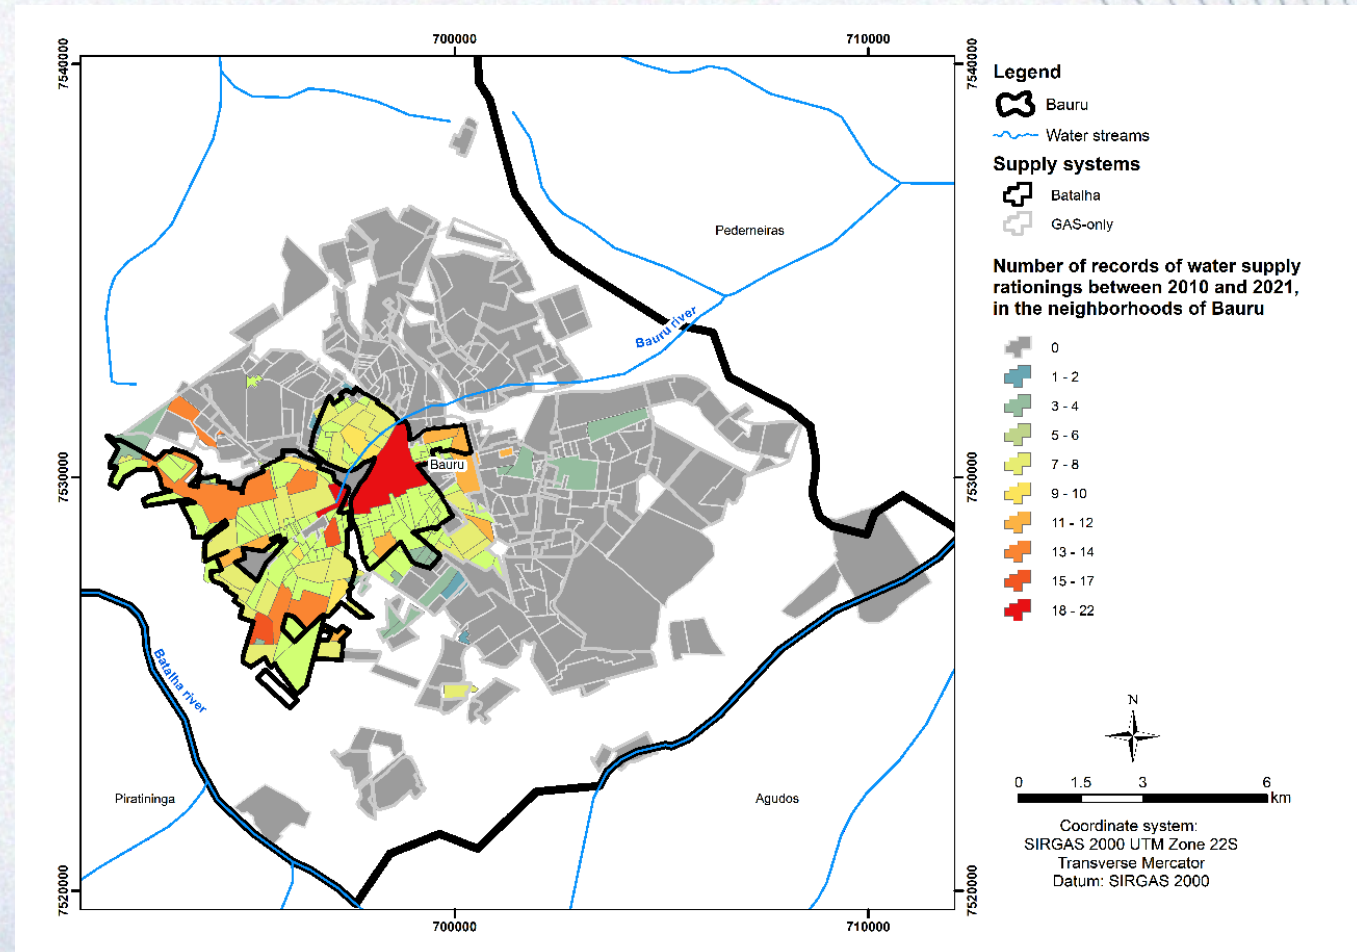 700000
710000
7540000
7540000
Legend
Bauru
Water streams
Supply systems
Batalha
GAS-only
Pederneiras
Number of records of water supply
rationings between 2010 and 2021,
in the neighborhoods of Bauru
Bauru river
0
1 - 2
3 - 4
5 - 6
7 - 8
9 - 10
11 - 12
13 - 14
15 - 17
18 - 22
Bauru
7530000
7530000
Batalha river
N
Piratininga
Agudos
0 1.5 3 6
km
Coordinate system:
SIRGAS 2000 UTM Zone 22S
Transverse Mercator
Datum: SIRGAS 2000
7520000
7520000
700000
710000